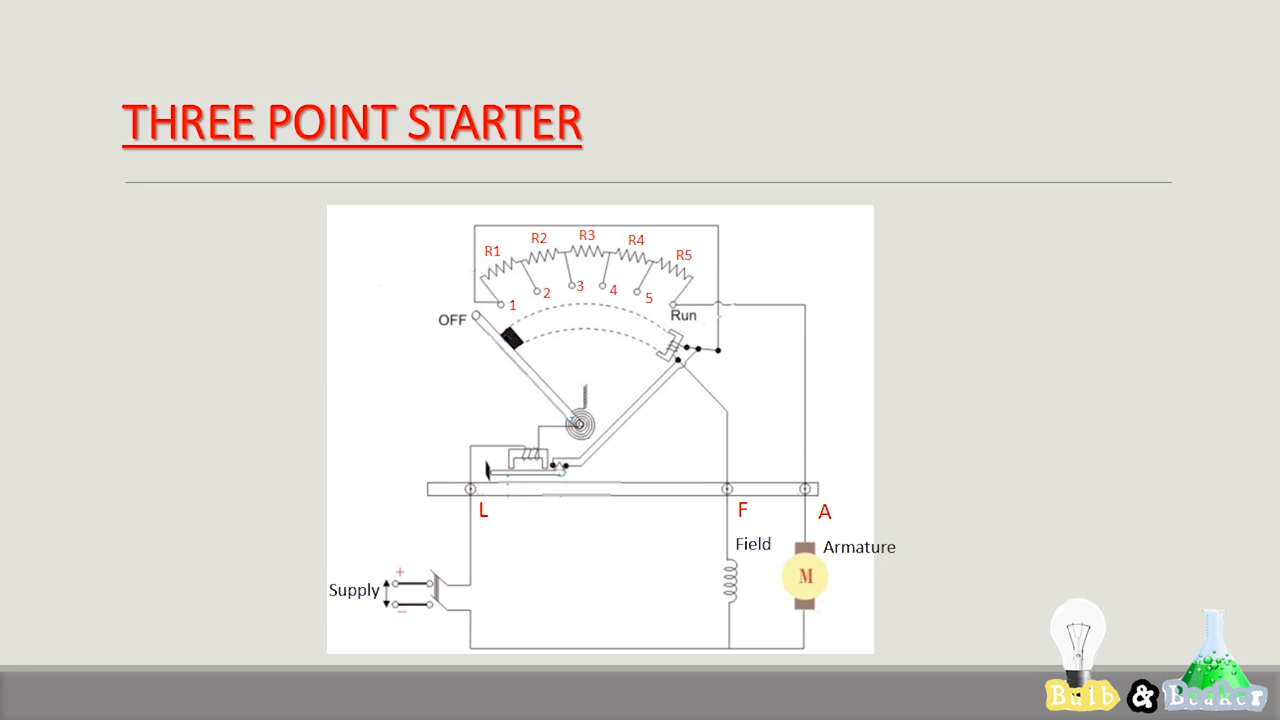 THREE POINT STARTER
R1 R2 R3 R4 R5
1 2 3 4 5
OFF
Run
L F A
Field
Armature
M
+
Supply
−
Bulb & Beaker